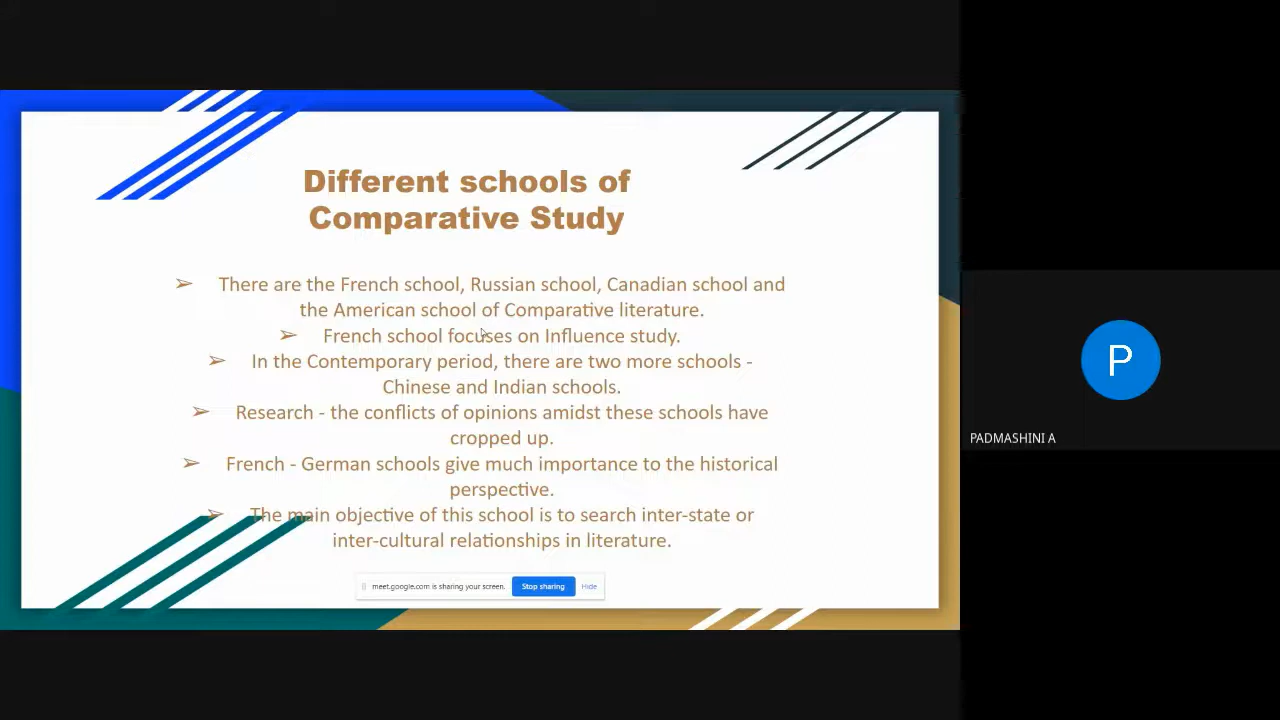 Different schools of
Comparative Study
➢ There are the French school, Russian school, Canadian school and
the American school of Comparative literature.
➢ French school focuses on Influence study.
➢ In the Contemporary period, there are two more schools -
Chinese and Indian schools.
➢ Research - the conflicts of opinions amidst these schools have
cropped up.
➢ French - German schools give much importance to the historical
perspective.
➢ The main objective of this school is to search inter-state or
inter-cultural relationships in literature.
meet.google.com is sharing your screen. Stop sharing Hide
P
PADMASHINI A